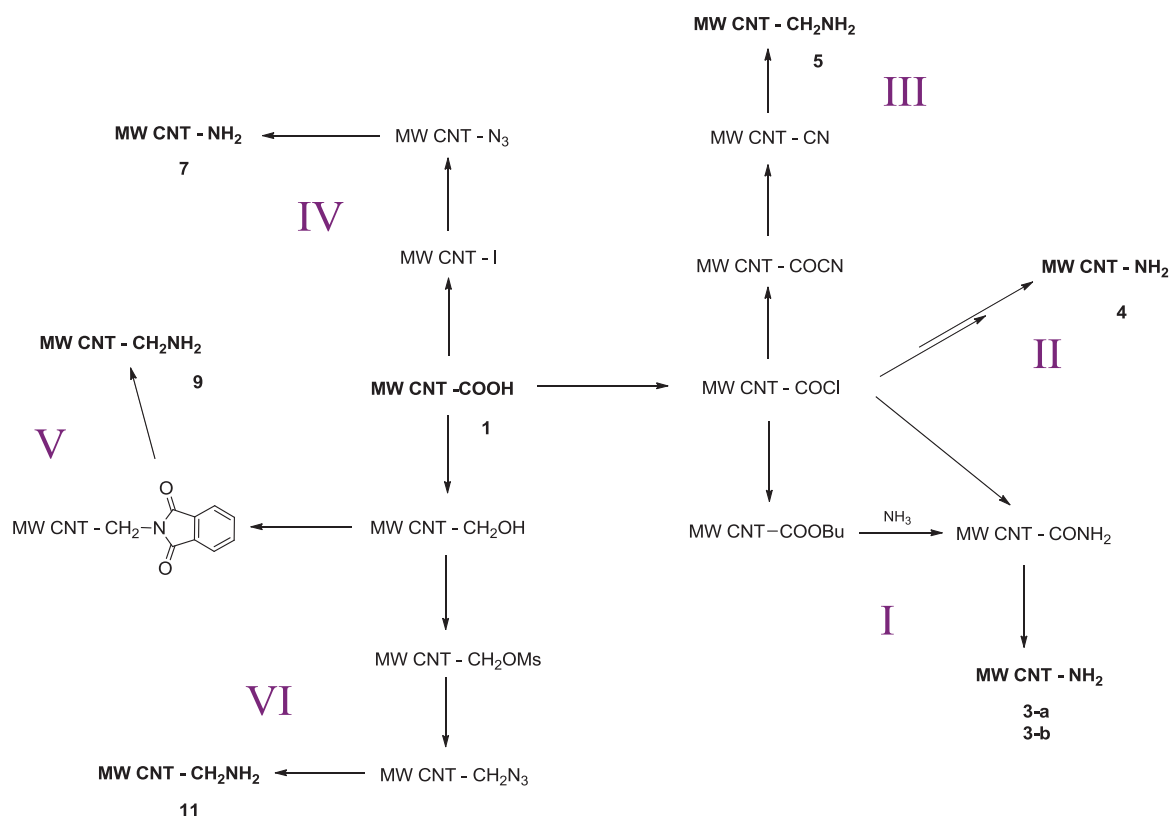 MW CNT - CH₂NH₂
5
III
MW CNT - NH₂
7
MW CNT - N₃
MW CNT - CN
IV
MW CNT - I
MW CNT - COCN
MW CNT - NH₂
4
II
MW CNT - CH₂NH₂
9
MW CNT -COOH
1
MW CNT - COCl
V
O
MW CNT - CH₂-N
O
MW CNT - CH₂OH
MW CNT-COOBu
NH₃
MW CNT - CONH₂
I
MW CNT - CH₂OMs
MW CNT - NH₂
3-a
3-b
VI
MW CNT - CH₂NH₂
11
MW CNT - CH₂N₃